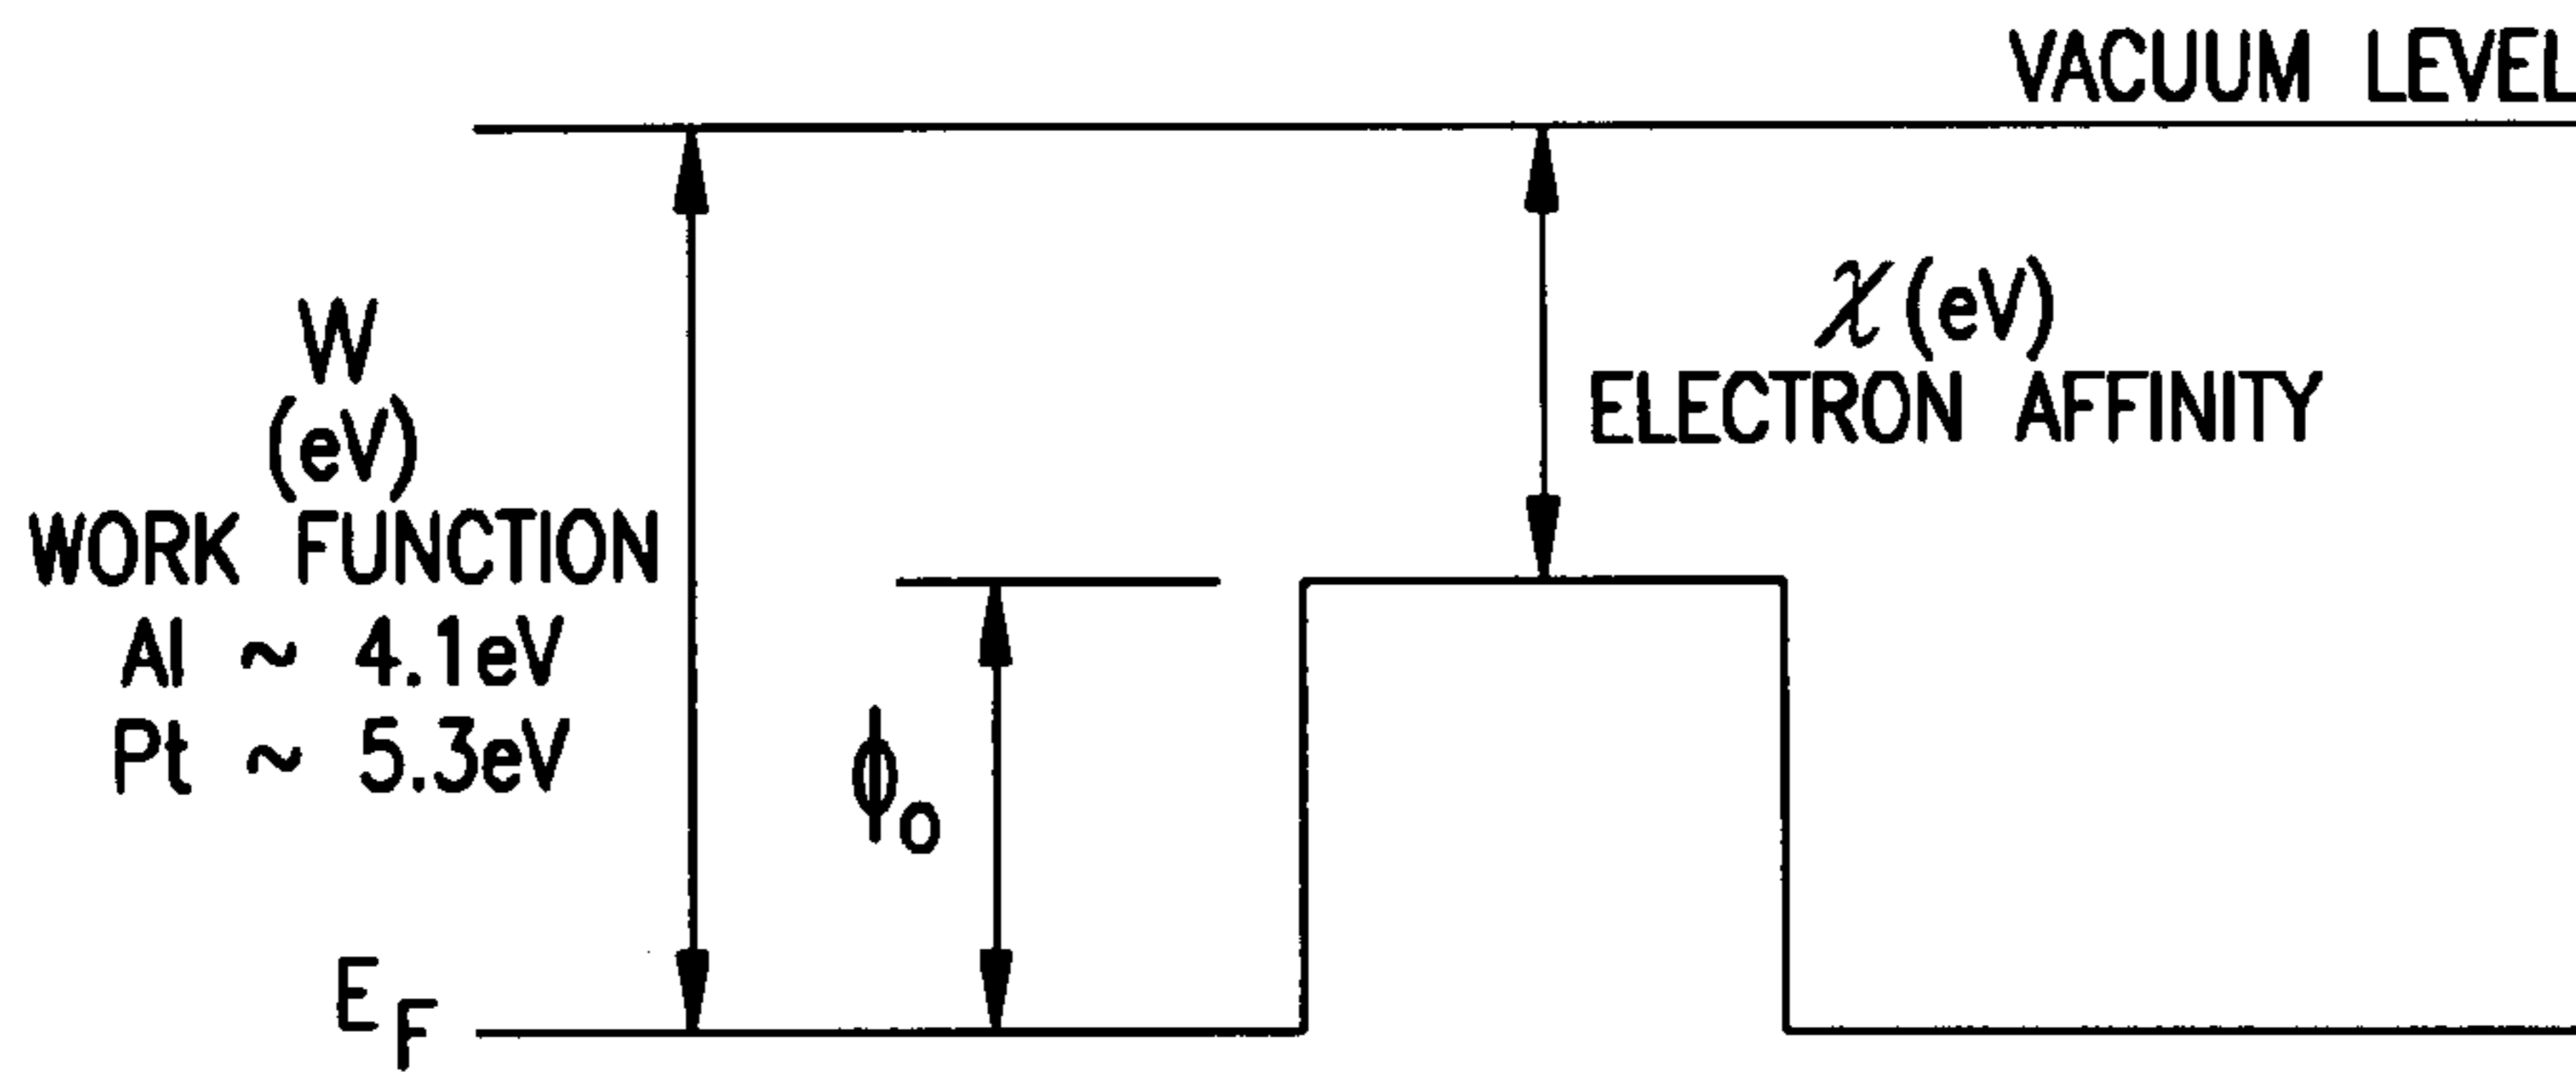 VACUUM LEVEL
W
(eV)
WORK FUNCTION
Al ~ 4.1eV
Pt ~ 5.3eV
χ(eV)
ELECTRON AFFINITY
ϕo
EF